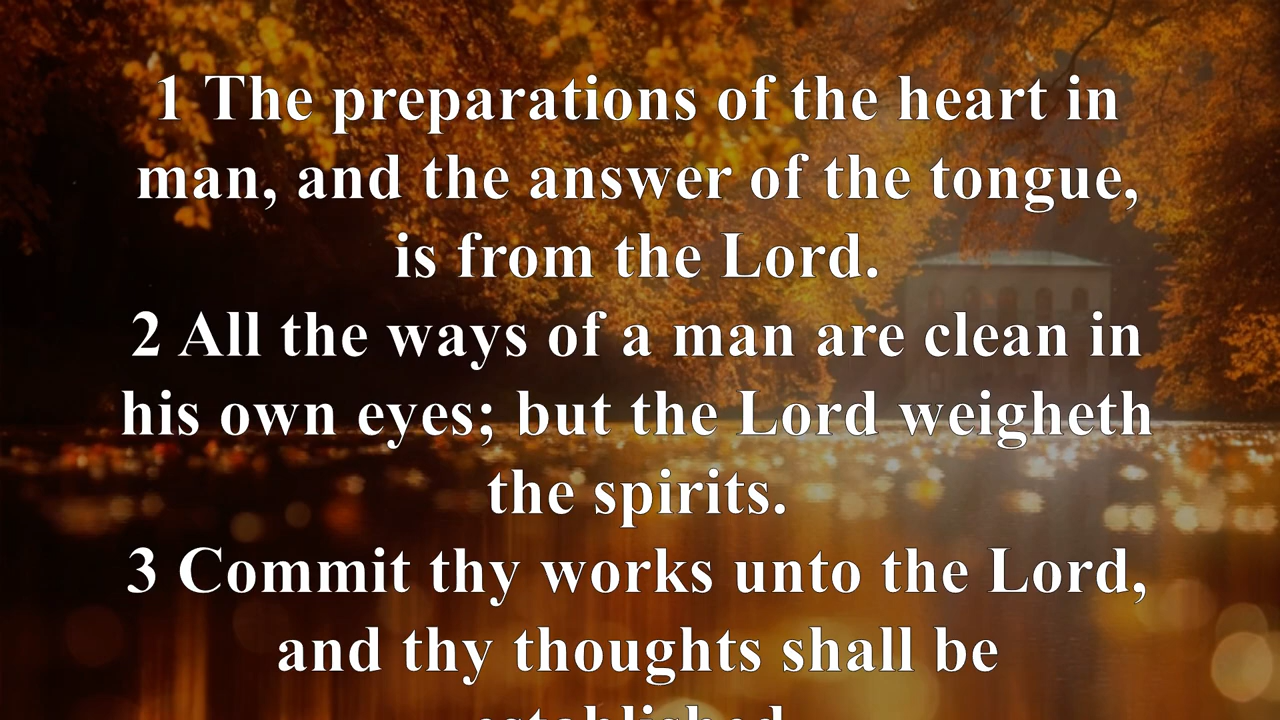 1 The preparations of the heart in
man, and the answer of the tongue,
is from the Lord.
2 All the ways of a man are clean in
his own eyes; but the Lord weigheth
the spirits.
3 Commit thy works unto the Lord,
and thy thoughts shall be
established.